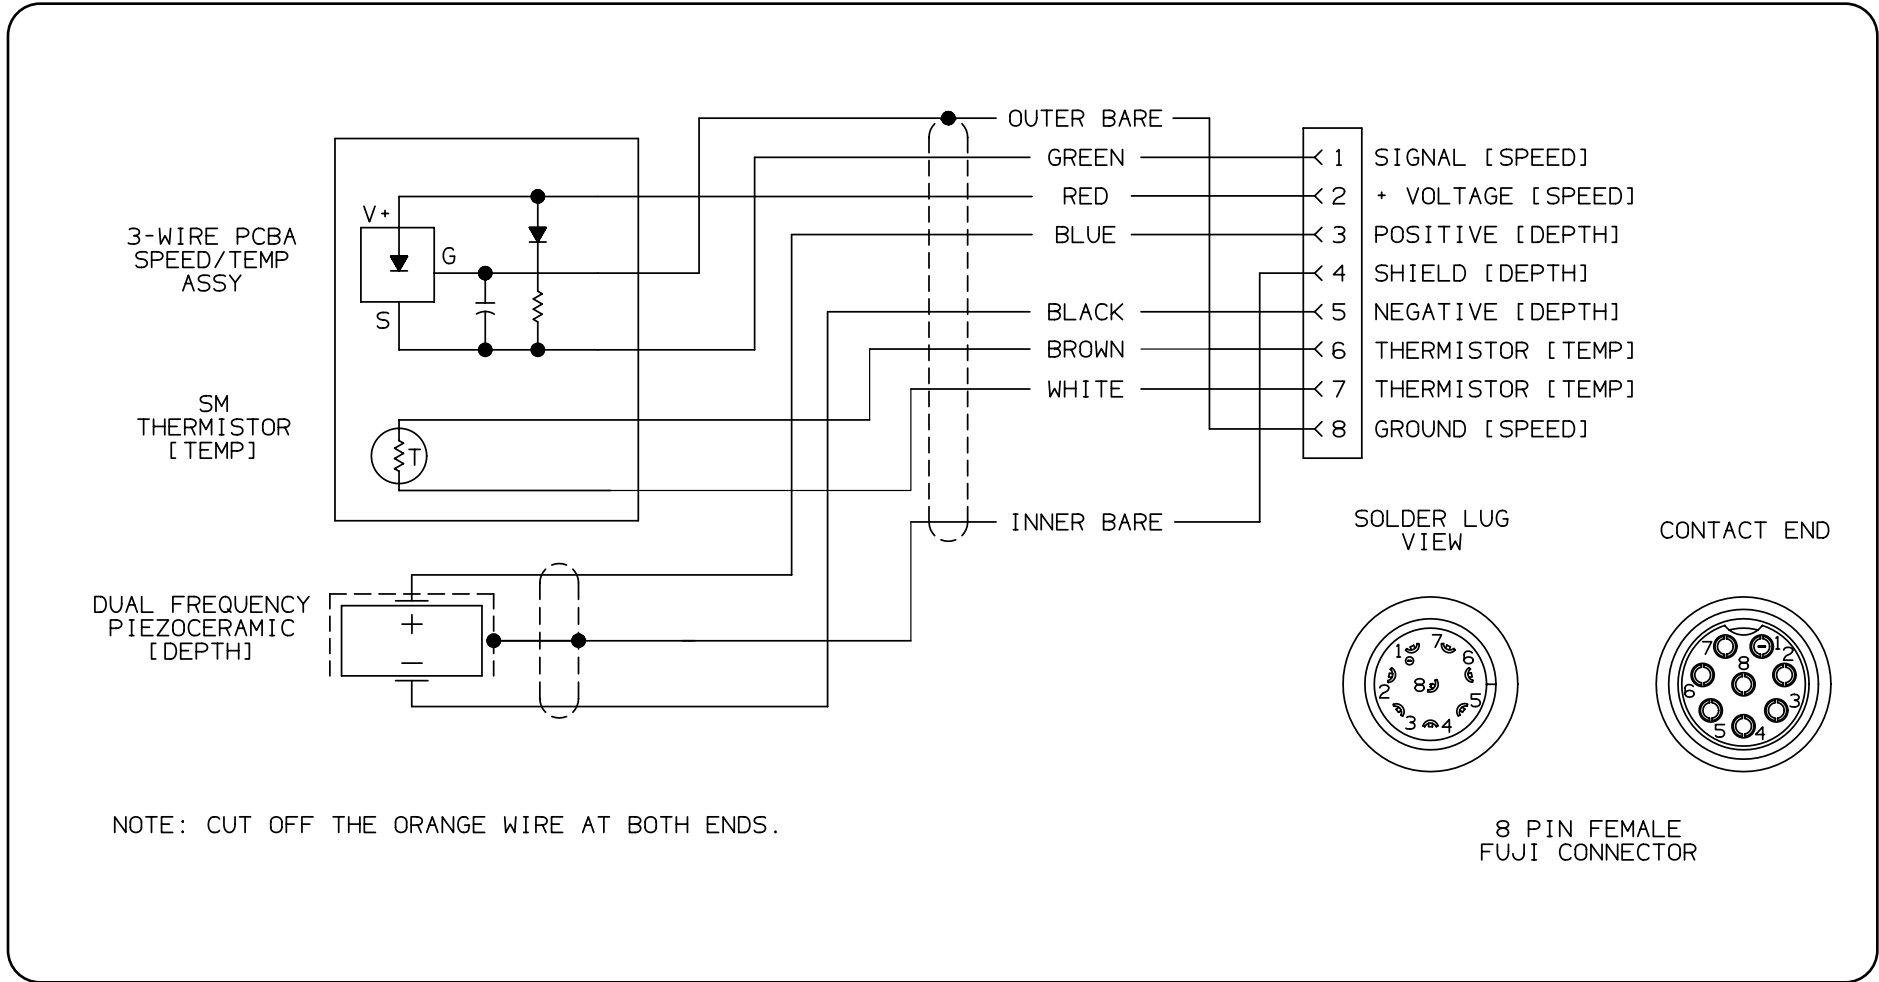 OUTER BARE
GREEN
1 SIGNAL [SPEED]
RED
2 + VOLTAGE [SPEED]
BLUE
3 POSITIVE [DEPTH]
4 SHIELD [DEPTH]
BLACK
5 NEGATIVE [DEPTH]
BROWN
6 THERMISTOR [TEMP]
WHITE
7 THERMISTOR [TEMP]
8 GROUND [SPEED]
INNER BARE
V+
G
S
3-WIRE PCBA
SPEED/TEMP
ASSY
SM
THERMISTOR
[TEMP]
T
DUAL FREQUENCY
PIEZOCERAMIC
[DEPTH]
+
−
SOLDER LUG
VIEW
1
7
6
2
8
5
3
4
CONTACT END
7
1
2
8
6
3
5
4
8 PIN FEMALE
FUJI CONNECTOR
NOTE: CUT OFF THE ORANGE WIRE AT BOTH ENDS.